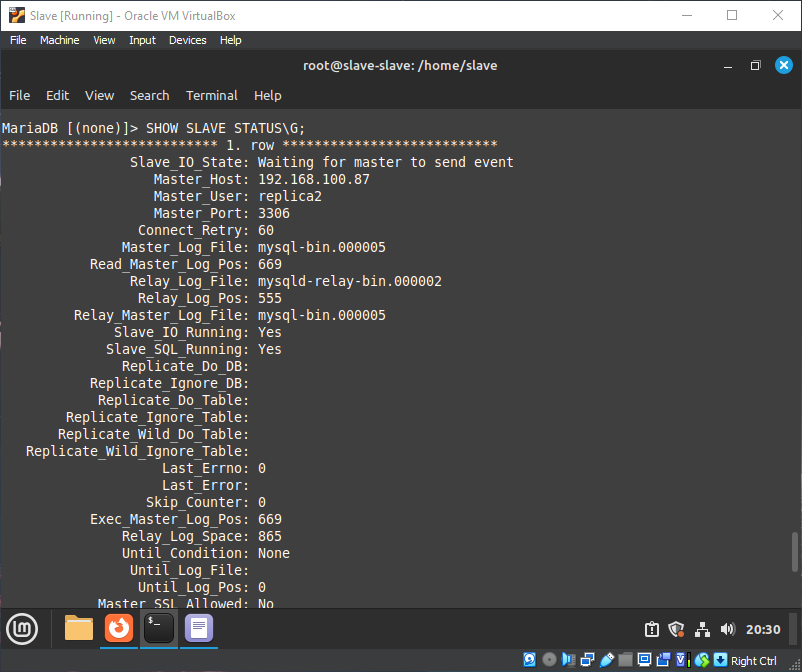 Slave [Running] - Oracle VM VirtualBox
File Machine View Input Devices Help
root@slave-slave: /home/slave
File Edit View Search Terminal Help
MariaDB [(none)]> SHOW SLAVE STATUS\G;
*************************** 1. row ***************************
Slave_IO_State: Waiting for master to send event
Master_Host: 192.168.100.87
Master_User: replica2
Master_Port: 3306
Connect_Retry: 60
Master_Log_File: mysql-bin.000005
Read_Master_Log_Pos: 669
Relay_Log_File: mysqld-relay-bin.000002
Relay_Log_Pos: 555
Relay_Master_Log_File: mysql-bin.000005
Slave_IO_Running: Yes
Slave_SQL_Running: Yes
Replicate_Do_DB:
Replicate_Ignore_DB:
Replicate_Do_Table:
Replicate_Ignore_Table:
Replicate_Wild_Do_Table:
Replicate_Wild_Ignore_Table:
Last_Errno: 0
Last_Error:
Skip_Counter: 0
Exec_Master_Log_Pos: 669
Relay_Log_Space: 865
Until_Condition: None
Until_Log_File:
Until_Log_Pos: 0
Master_SSL_Allowed: No
20:30
Right Ctrl